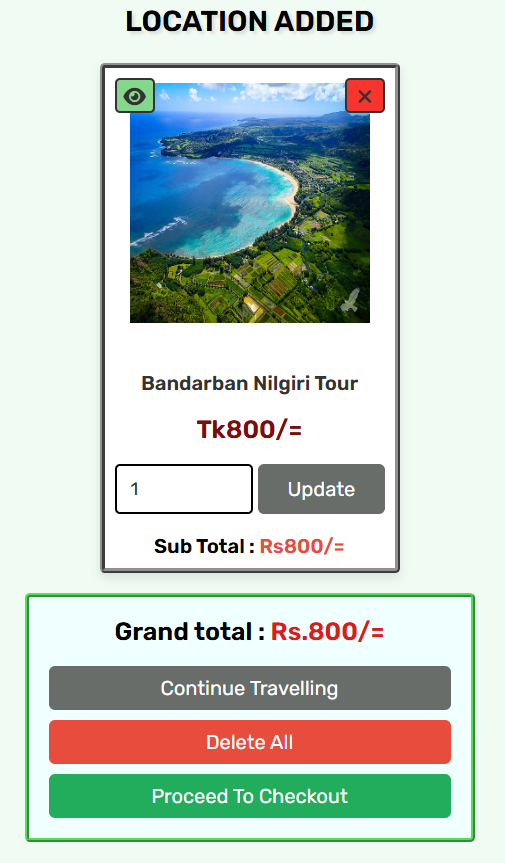 LOCATION ADDED
Bandarban Nilgiri Tour
Tk800/=
1
Update
Sub Total : Rs800/=
Grand total : Rs.800/=
Continue Travelling
Delete All
Proceed To Checkout